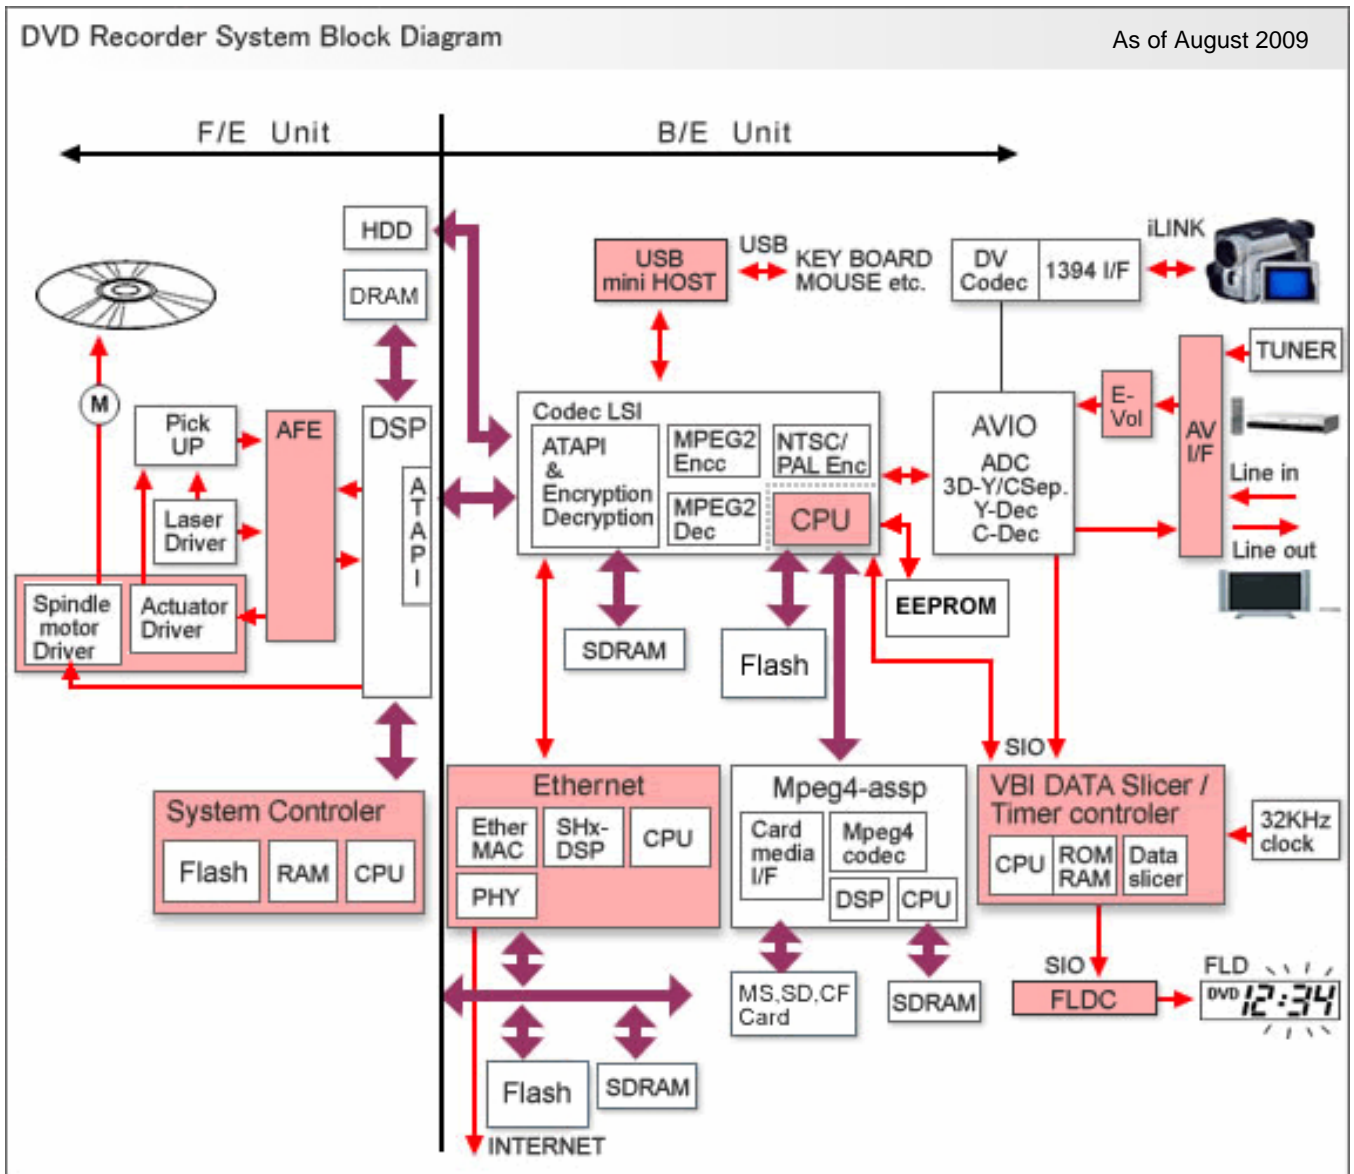 DVD Recorder System Block Diagram
As of August 2009
F/E Unit
B/E Unit
HDD
DRAM
USB
mini HOST
USB
KEY BOARD
MOUSE etc.
DV
Codec
1394 I/F
iLINK
TUNER
M
Pick
UP
AFE
DSP
ATAPI
Laser
Driver
Spindle
motor
Driver
Actuator
Driver
Codec LSI
ATAPI
&
Encryption
Decryption
MPEG2
Encc
NTSC/
PAL Enc
MPEG2
Dec
CPU
AVIO
ADC
3D-Y/CSep.
Y-Dec
C-Dec
E-
Vol
AV
I/F
Line in
Line out
SDRAM
Flash
EEPROM
SIO
System Controler
Flash
RAM
CPU
Ethernet
Ether
MAC
SHx-
DSP
CPU
PHY
Mpeg4-assp
Card
media
I/F
Mpeg4
codec
DSP
CPU
VBI DATA Slicer /
Timer controler
CPU
ROM
RAM
Data
slicer
32KHz
clock
MS,SD,CF
Card
SDRAM
SIO
FLDC
FLD
DVD 12:34
Flash
SDRAM
INTERNET